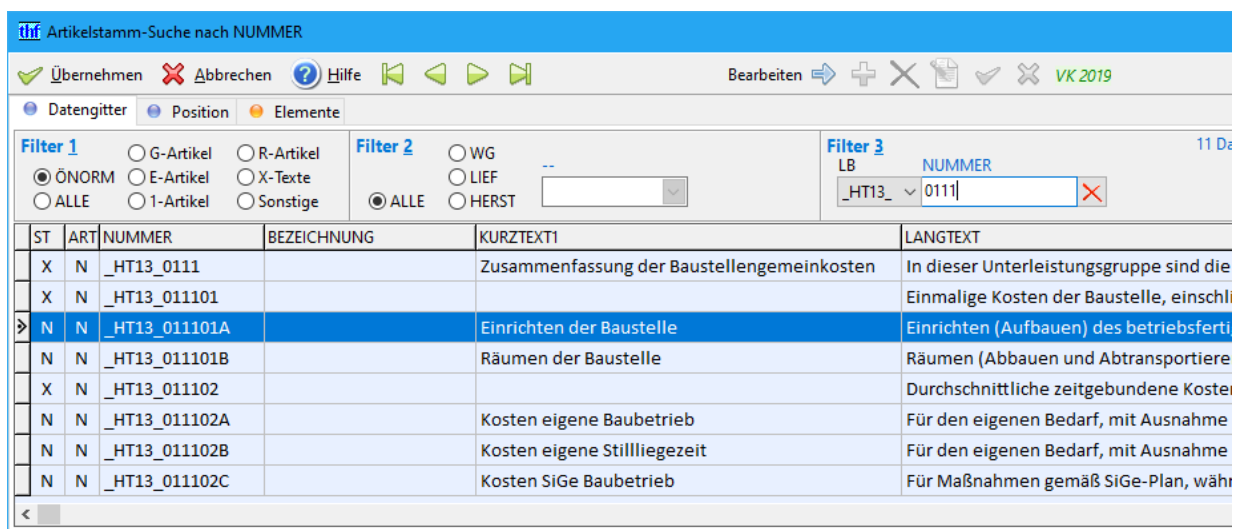 thf Artikelstamm-Suche nach NUMMER
Übernehmen Abbrechen Hilfe Bearbeiten VK 2019
Datengitter Position Elemente
Filter 1 G-Artikel R-Artikel Filter 2 WG Filter 3 11 Da
ÖNORM E-Artikel X-Texte LIEF -- LB NUMMER
ALLE 1-Artikel Sonstige ALLE HERST _HT13_ 0111
ST ART NUMMER BEZEICHNUNG KURZTEXT1 LANGTEXT
X N _HT13_0111 Zusammenfassung der Baustellengemeinkosten In dieser Unterleistungsgruppe sind die
X N _HT13_011101 Einmalige Kosten der Baustelle, einschli
N N _HT13_011101A Einrichten der Baustelle Einrichten (Aufbauen) des betriebsferti
N N _HT13_011101B Räumen der Baustelle Räumen (Abbauen und Abtransportiere
X N _HT13_011102 Durchschnittliche zeitgebundene Koste
N N _HT13_011102A Kosten eigene Baubetrieb Für den eigenen Bedarf, mit Ausnahme
N N _HT13_011102B Kosten eigene Stillliegezeit Für den eigenen Bedarf, mit Ausnahme
N N _HT13_011102C Kosten SiGe Baubetrieb Für Maßnahmen gemäß SiGe-Plan, währ